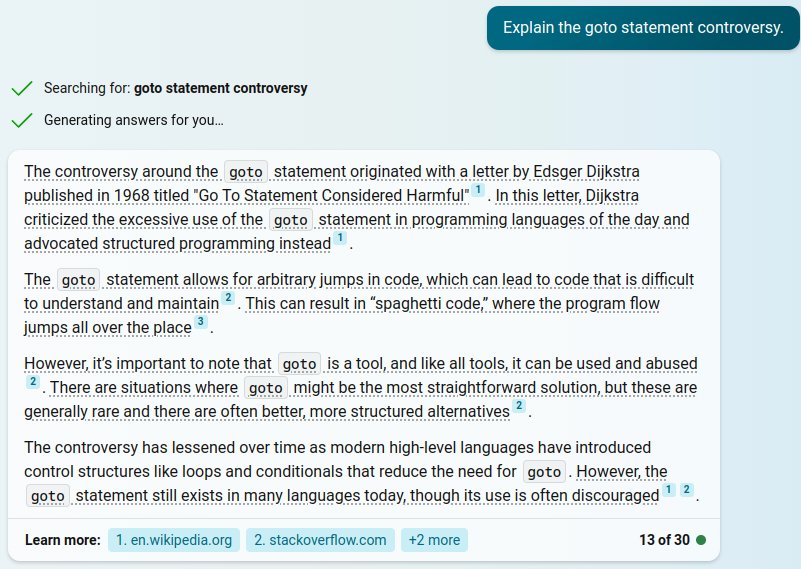 Explain the goto statement controversy.
Searching for: goto statement controversy
Generating answers for you…
The controversy around the goto statement originated with a letter by Edsger Dijkstra
published in 1968 titled "Go To Statement Considered Harmful" 1 . In this letter, Dijkstra
criticized the excessive use of the goto statement in programming languages of the day and
advocated structured programming instead 1 .
The goto statement allows for arbitrary jumps in code, which can lead to code that is difficult
to understand and maintain 2 . This can result in “spaghetti code,” where the program flow
jumps all over the place 3 .
However, it’s important to note that goto is a tool, and like all tools, it can be used and abused
2 . There are situations where goto might be the most straightforward solution, but these are
generally rare and there are often better, more structured alternatives 2 .
The controversy has lessened over time as modern high-level languages have introduced
control structures like loops and conditionals that reduce the need for goto . However, the
goto statement still exists in many languages today, though its use is often discouraged 1 2 .
Learn more: 1. en.wikipedia.org 2. stackoverflow.com +2 more 13 of 30